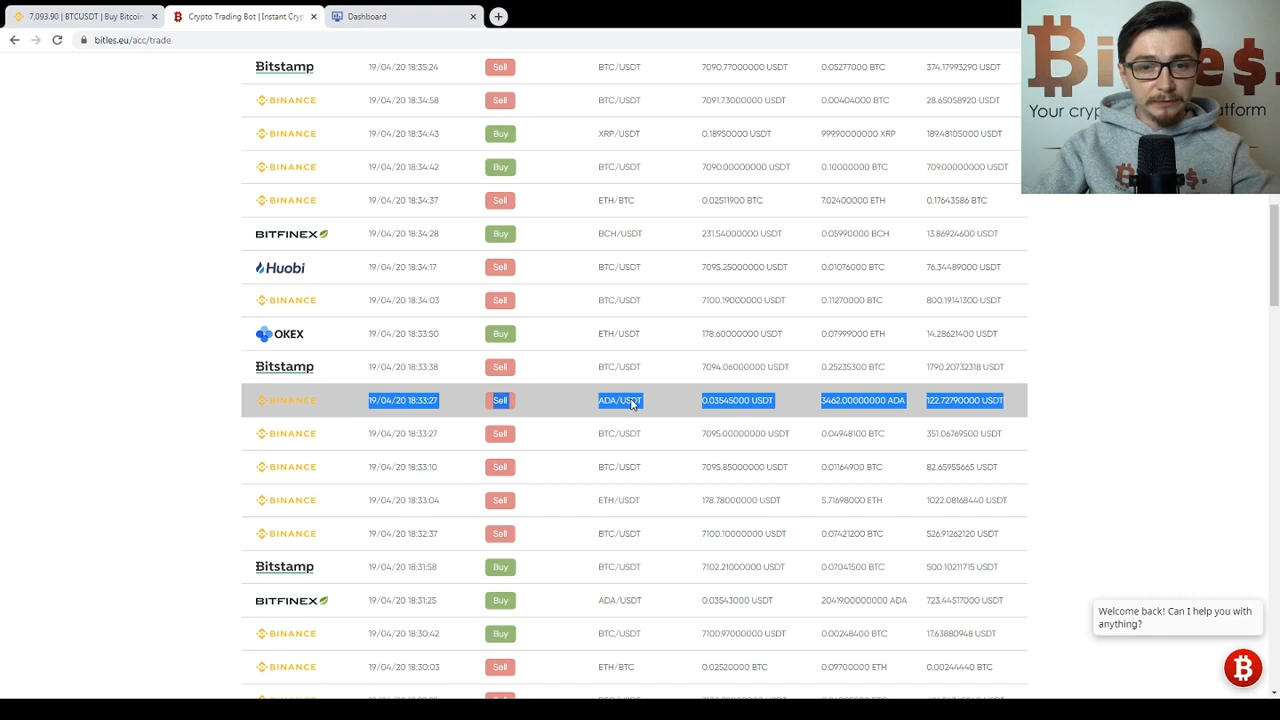 7,093.90 | BTCUSDT | Buy Bitcoin
Crypto Trading Bot | Instant Cryp
Dashboard
bitles.eu/acc/trade
Bitstamp 19/04/20 18:35:24 Sell BTC/USDT 7090.77000000 USDT 0.05277000 BTC 374.17993290 USDT
BINANCE 19/04/20 18:34:58 Sell BTC/USDT 7091.73000000 USDT 0.00404000 BTC 28.65058920 USDT
BINANCE 19/04/20 18:34:43 Buy XRP/USDT 0.18950000 USDT 999.90000000 XRP 189.48105000 USDT
BINANCE 19/04/20 18:34:42 Buy BTC/USDT 7090.00000000 USDT 0.10000000 BTC 709.00000000 USDT
BINANCE 19/04/20 18:34:37 Sell ETH/BTC 0.02511900 BTC 7.02400000 ETH 0.17643586 BTC
BITFINEX 19/04/20 18:34:28 Buy BCH/USDT 231.54000000 USDT 0.05990000 BCH 13.86924600 USDT
Huobi 19/04/20 18:34:17 Sell BTC/USDT 7095.25000000 USDT 0.01076000 BTC 76.34489000 USDT
BINANCE 19/04/20 18:34:03 Sell BTC/USDT 7100.19000000 USDT 0.11270000 BTC 800.19141300 USDT
OKEX 19/04/20 18:33:50 Buy ETH/USDT 178.60000000 USDT 0.07999000 ETH 14.28621400 USDT
Bitstamp 19/04/20 18:33:38 Sell BTC/USDT 7094.06000000 USDT 0.25235300 BTC 1790.20732318 USDT
BINANCE 19/04/20 18:33:27 Sell ADA/USDT 0.03545000 USDT 3462.00000000 ADA 122.72790000 USDT
BINANCE 19/04/20 18:33:27 Sell BTC/USDT 7095.00000000 USDT 0.04948100 BTC 351.06769500 USDT
BINANCE 19/04/20 18:33:10 Sell BTC/USDT 7095.85000000 USDT 0.01164900 BTC 82.65955665 USDT
BINANCE 19/04/20 18:33:04 Sell ETH/USDT 178.78000000 USDT 5.71698000 ETH 1022.08168440 USDT
BINANCE 19/04/20 18:32:37 Sell BTC/USDT 7100.10000000 USDT 0.07421200 BTC 526.91262120 USDT
Bitstamp 19/04/20 18:31:58 Buy BTC/USDT 7102.21000000 USDT 0.07041500 BTC 500.10211715 USDT
BITFINEX 19/04/20 18:31:25 Buy ADA/USDT 0.03543000 USDT 20419.00000000 ADA 723.44517000 USDT
BINANCE 19/04/20 18:30:42 Buy BTC/USDT 7100.97000000 USDT 0.00248400 BTC 17.63880948 USDT
BINANCE 19/04/20 18:30:03 Sell ETH/BTC 0.02520000 BTC 0.09700000 ETH 0.00244440 BTC
Welcome back! Can I help you with
anything?
Your